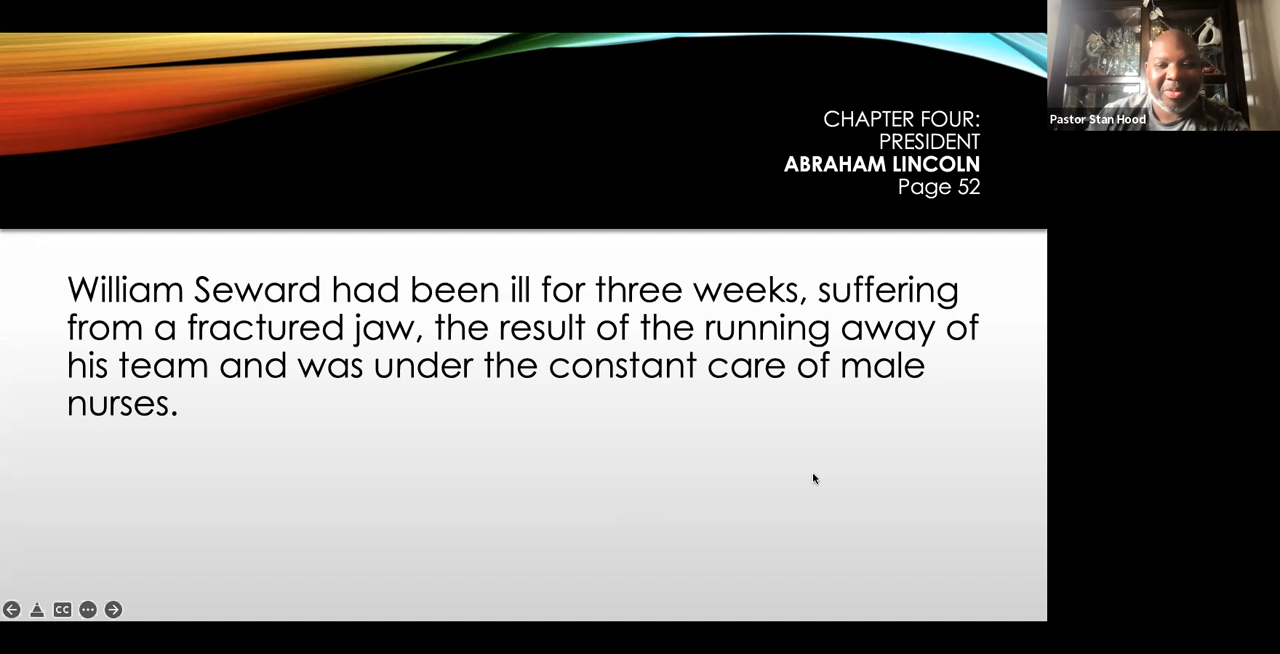 CHAPTER FOUR:
PRESIDENT
ABRAHAM LINCOLN
Page 52
Pastor Stan Hood
William Seward had been ill for three weeks, suffering
from a fractured jaw, the result of the running away of
his team and was under the constant care of male
nurses.
CC